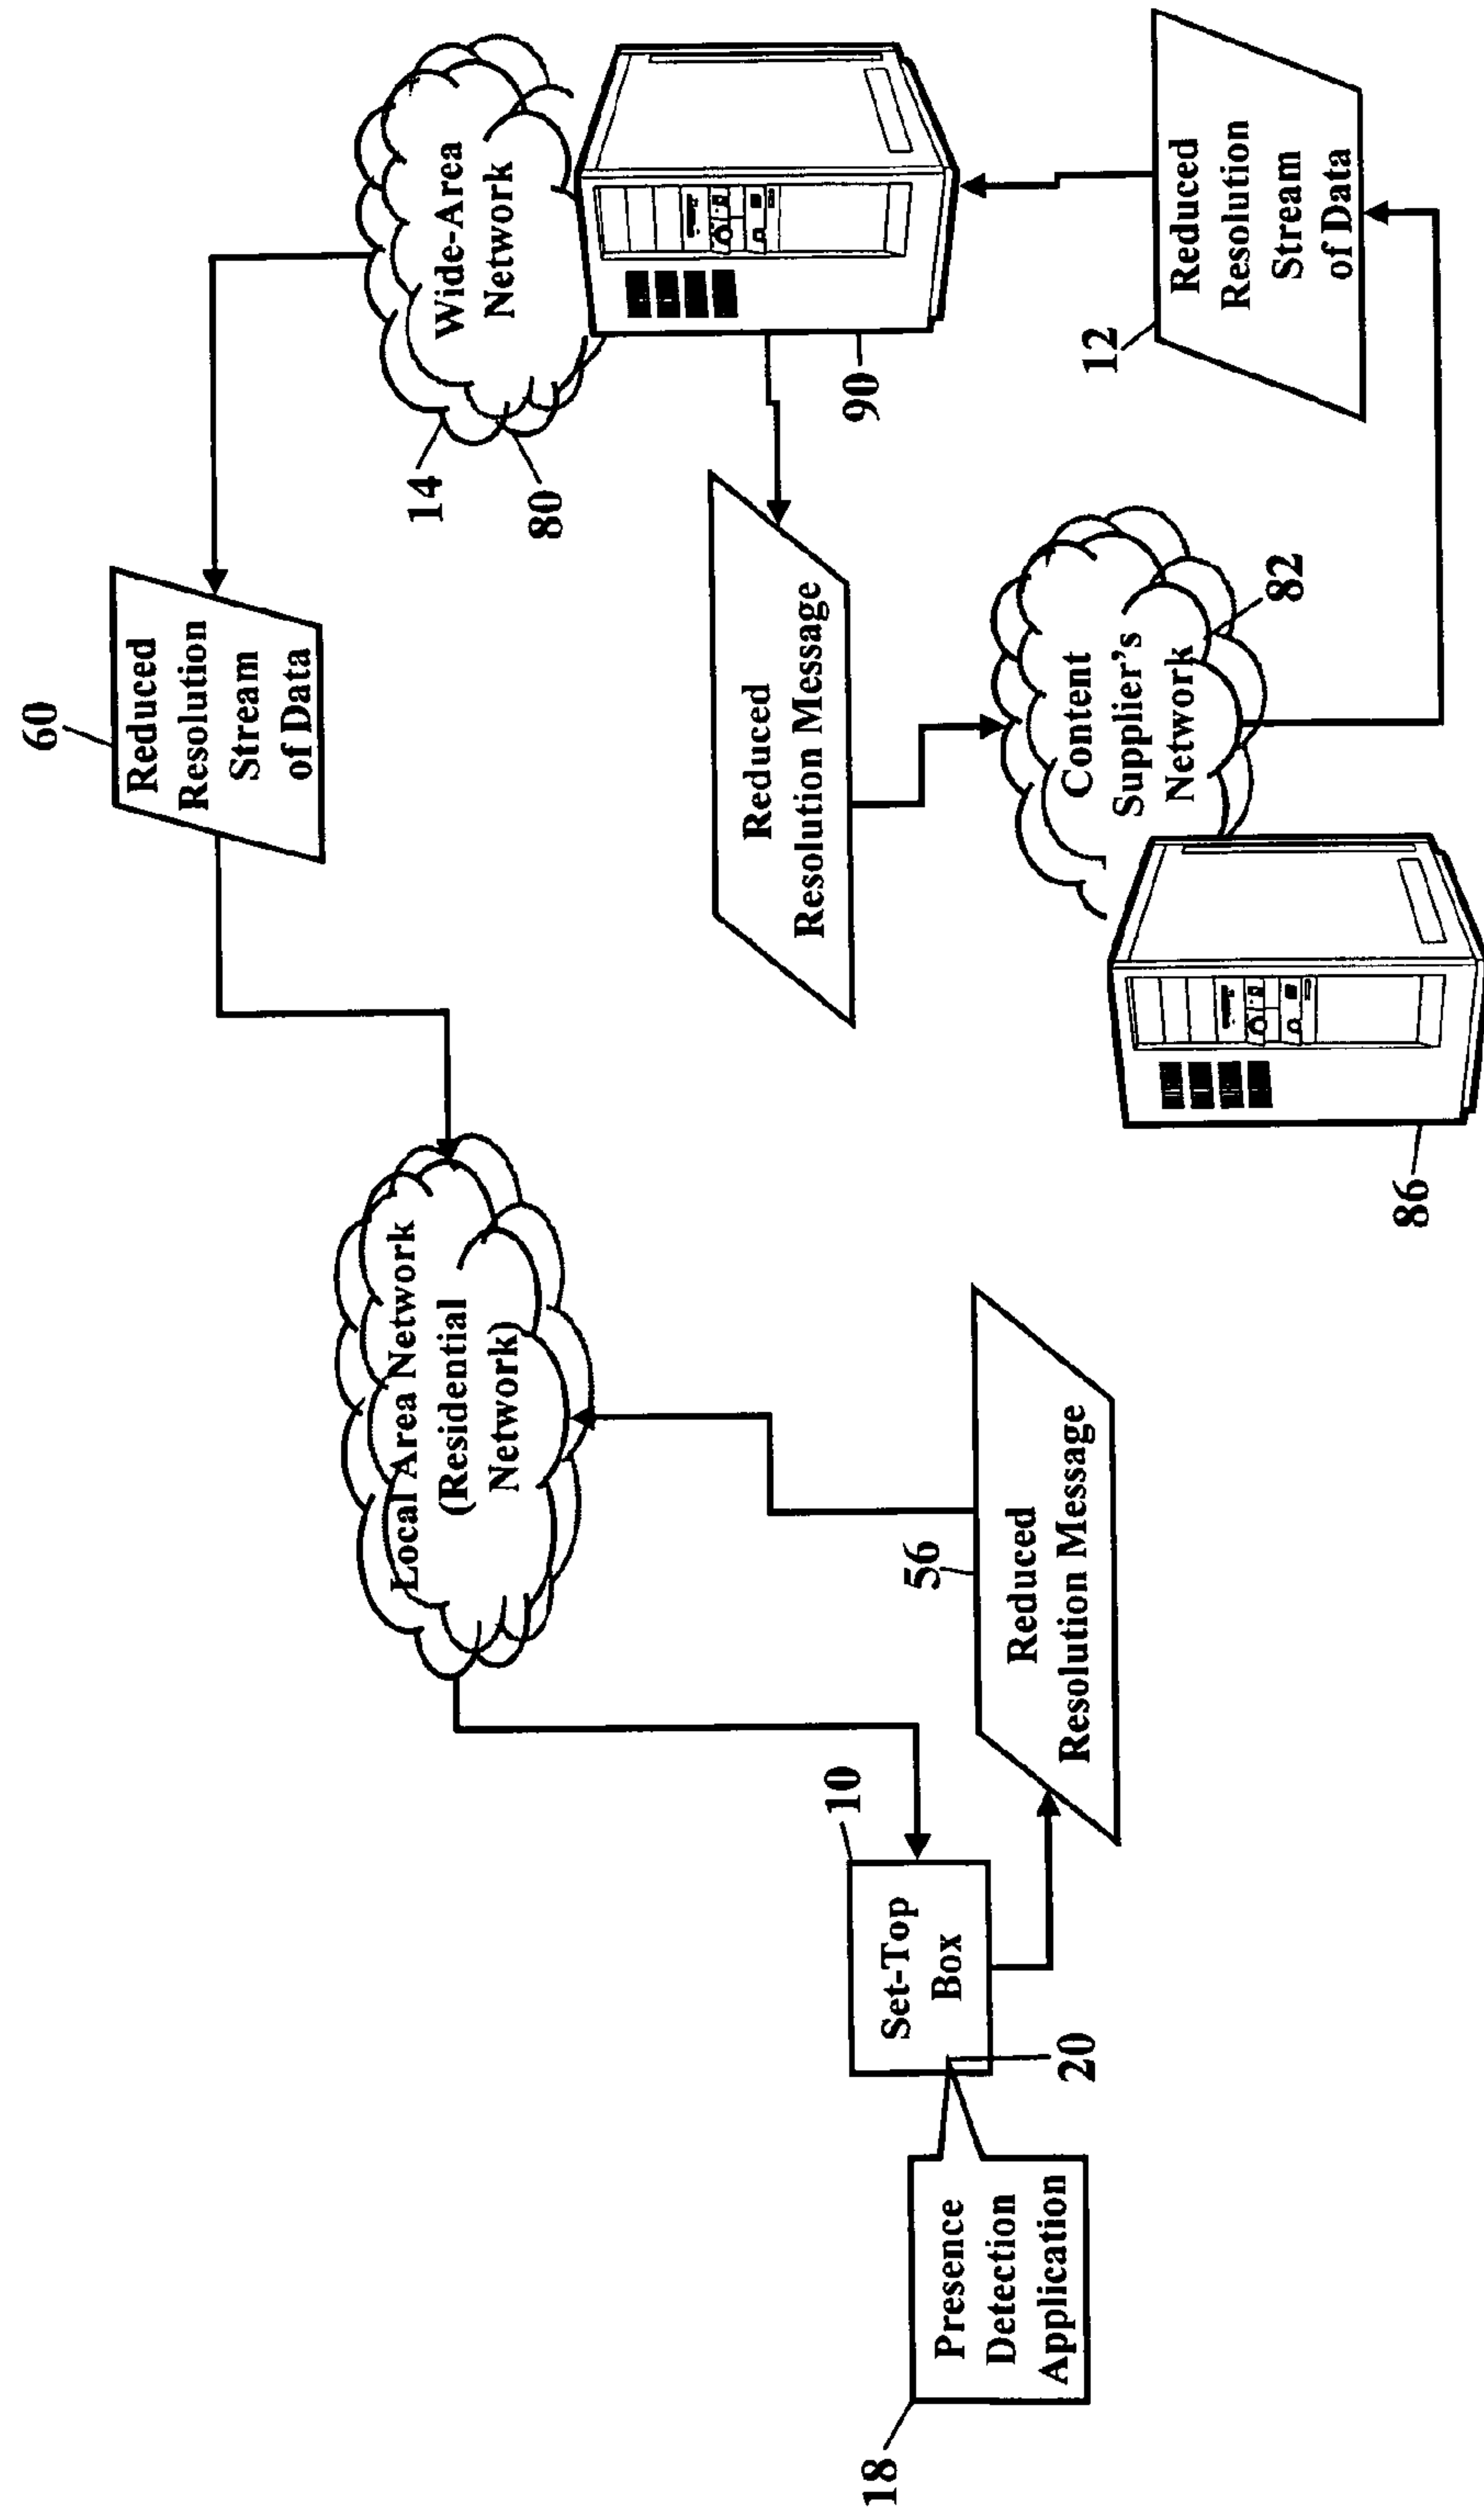 60
Reduced
Resolution
Stream
of Data
14
Wide-Area
Network
80
Local Area Network
(Residential
Network)
90
Reduced
Resolution Message
10
Set-Top
Box
20
18
Presence
Detection
Application
56
Reduced
Resolution Message
Content
Supplier's
Network
82
86
12
Reduced
Resolution
Stream
of Data